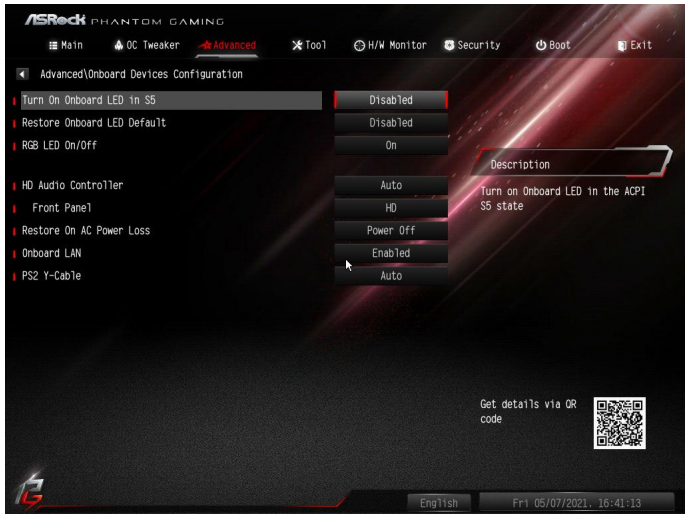 ASRock PHANTOM GAMING
Main OC Tweaker Advanced Tool H/W Monitor Security Boot Exit
Advanced\Onboard Devices Configuration
Turn On Onboard LED in S5 Disabled
Restore Onboard LED Default Disabled
RGB LED On/Off On
Description
HD Audio Controller Auto
Turn on Onboard LED in the ACPI
S5 state
Front Panel HD
Restore On AC Power Loss Power Off
Onboard LAN Enabled
PS2 Y-Cable Auto
Get details via QR
code
English Fri 05/07/2021, 16:41:13